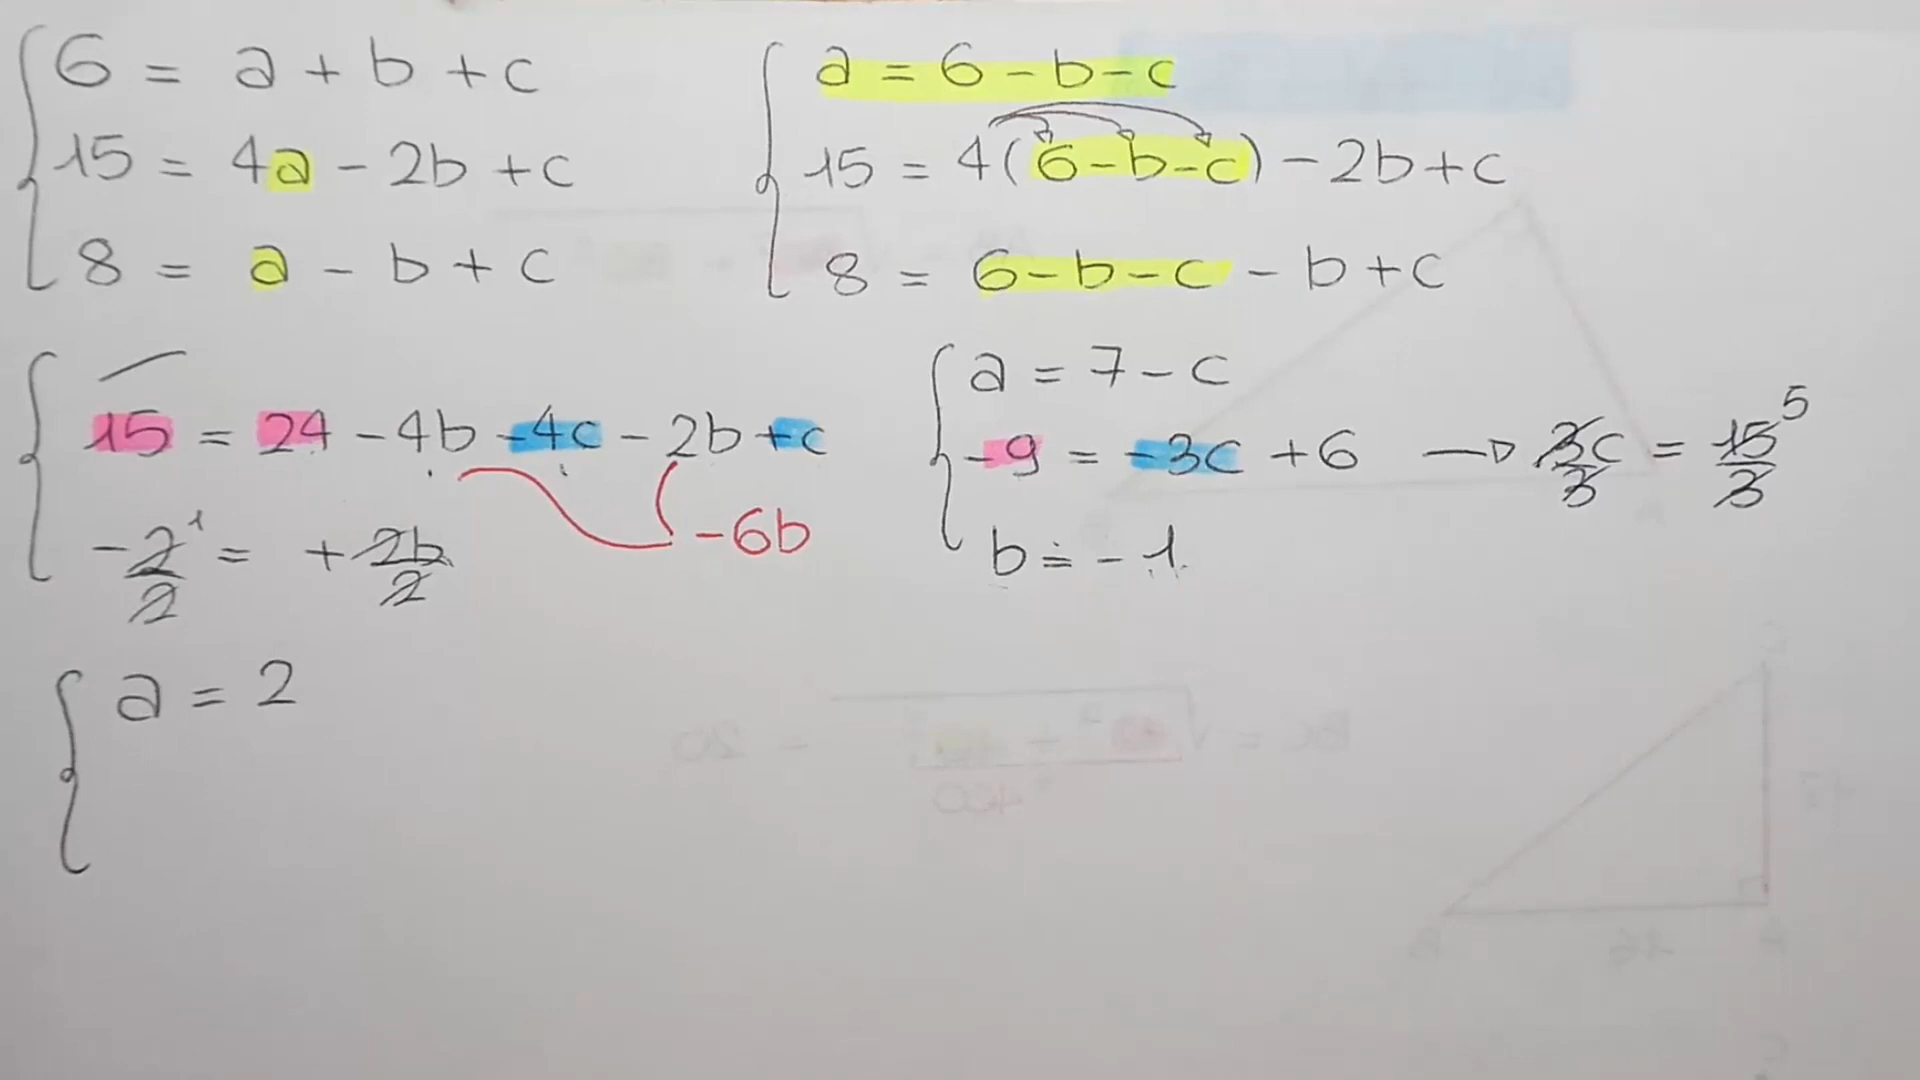 6 = a + b + c
15 = 4a - 2b + c
8 = a - b + c
a = 6 - b - c
15 = 4(6 - b - c) - 2b + c
8 = 6 - b - c - b + c
15 = 24 - 4b - 4c - 2b + c
-6b
-2/2 1 = + 2b/2
a = 7 - c
-9 = -3c + 6 → 3c/3 = 15/3 5
b = -1
a = 2